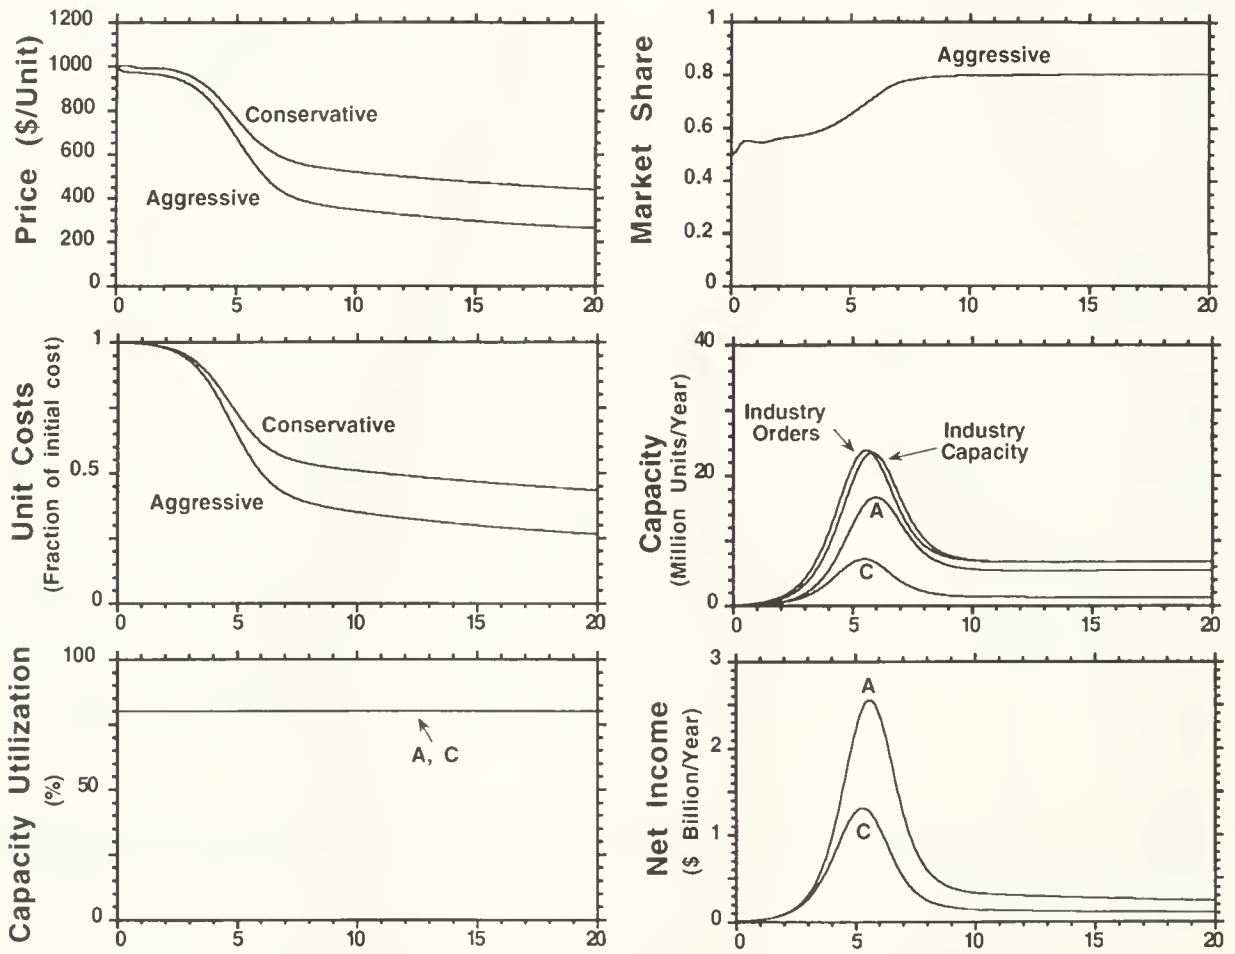 Price ($/Unit)
1200
1000
800
600
400
200
0
Conservative
Aggressive
0 5 10 15 20
Market Share
1
0.8
0.6
0.4
0.2
0
Aggressive
0 5 10 15 20
Unit Costs
(Fraction of initial cost)
1
0.5
0
Conservative
Aggressive
0 5 10 15 20
Capacity
(Million Units/Year)
40
20
0
Industry
Orders
Industry
Capacity
A
C
0 5 10 15 20
Capacity Utilization
(%)
100
50
0
A, C
0 5 10 15 20
Net Income
($ Billion/Year)
3
2
1
0
A
C
0 5 10 15 20